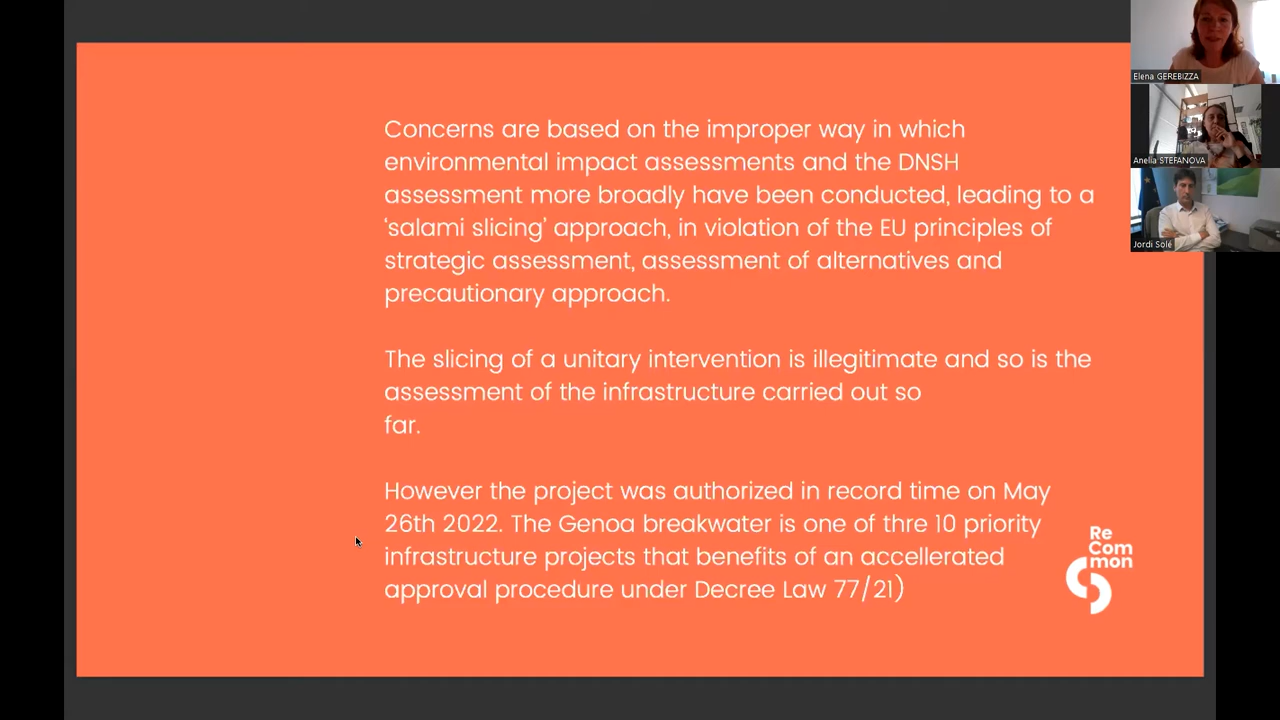 Concerns are based on the improper way in which
environmental impact assessments and the DNSH
assessment more broadly have been conducted, leading to a
‘salami slicing’ approach, in violation of the EU principles of
strategic assessment, assessment of alternatives and
precautionary approach.
The slicing of a unitary intervention is illegitimate and so is the
assessment of the infrastructure carried out so
far.
However the project was authorized in record time on May
26th 2022. The Genoa breakwater is one of thre 10 priority
infrastructure projects that benefits of an accellerated
approval procedure under Decree Law 77/21)
Re
Com
mon
Elena GEREBIZZA
Anelia STEFANOVA
Jordi Solé